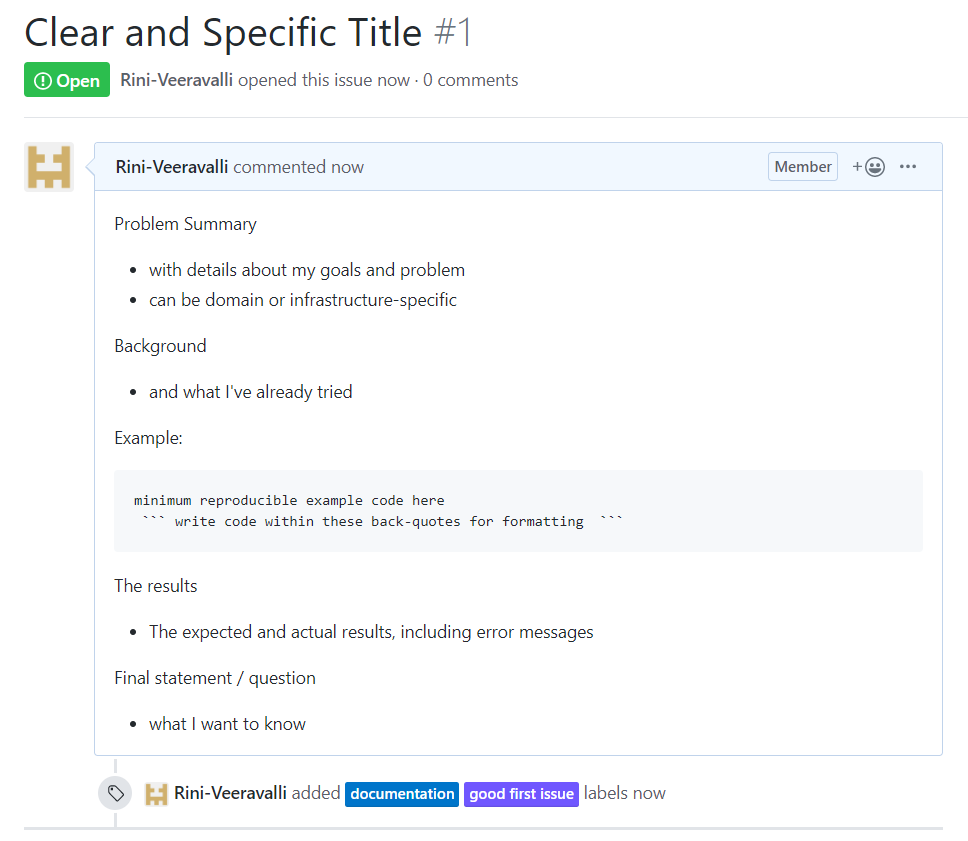 Clear and Specific Title #1
Open Rini-Veeravalli opened this issue now · 0 comments
Rini-Veeravalli commented now Member
Problem Summary
• with details about my goals and problem
• can be domain or infrastructure-specific
Background
• and what I've already tried
Example:
minimum reproducible example code here
``` write code within these back-quotes for formatting ```
The results
• The expected and actual results, including error messages
Final statement / question
• what I want to know
Rini-Veeravalli added documentation good first issue labels now